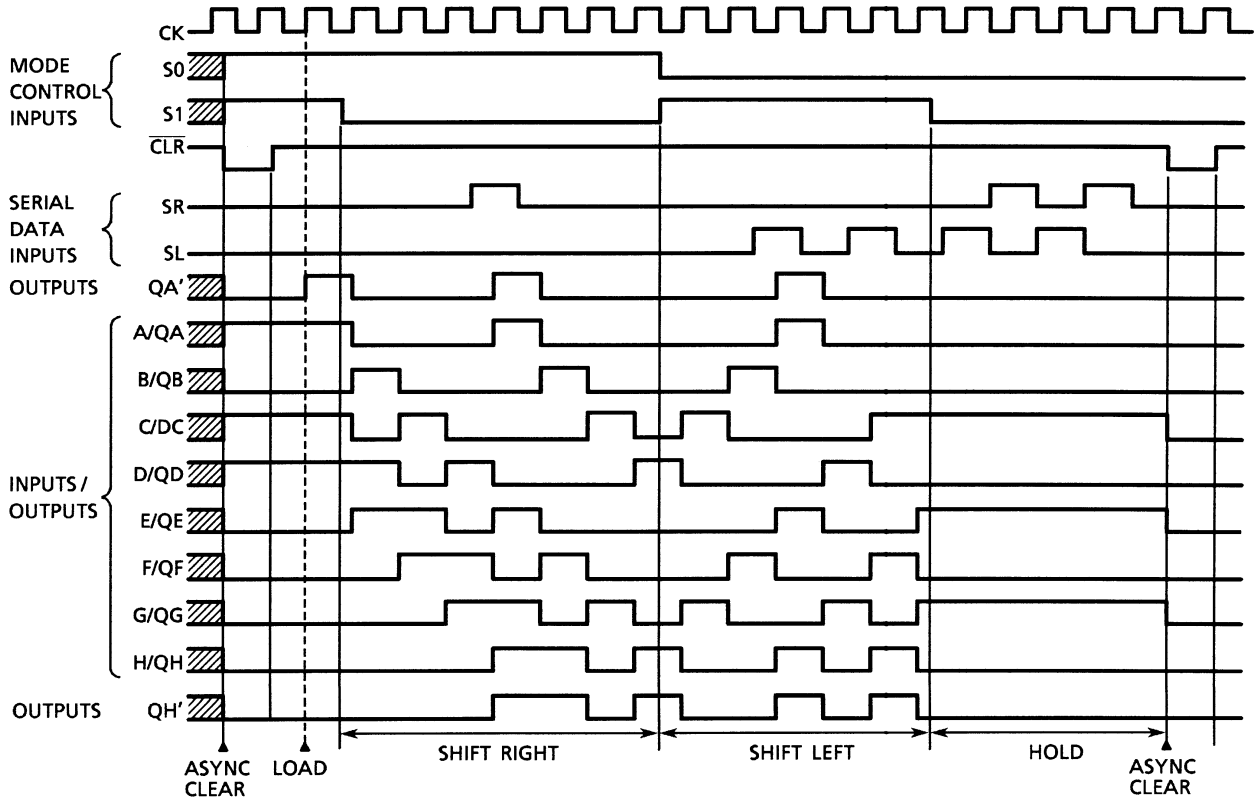 CK
MODE
CONTROL
INPUTS
S0
S1
CLR
SERIAL
DATA
INPUTS
SR
SL
OUTPUTS QA'
INPUTS /
OUTPUTS
A/QA
B/QB
C/DC
D/QD
E/QE
F/QF
G/QG
H/QH
OUTPUTS QH'
SHIFT RIGHT
SHIFT LEFT
HOLD
ASYNC
CLEAR
LOAD
ASYNC
CLEAR